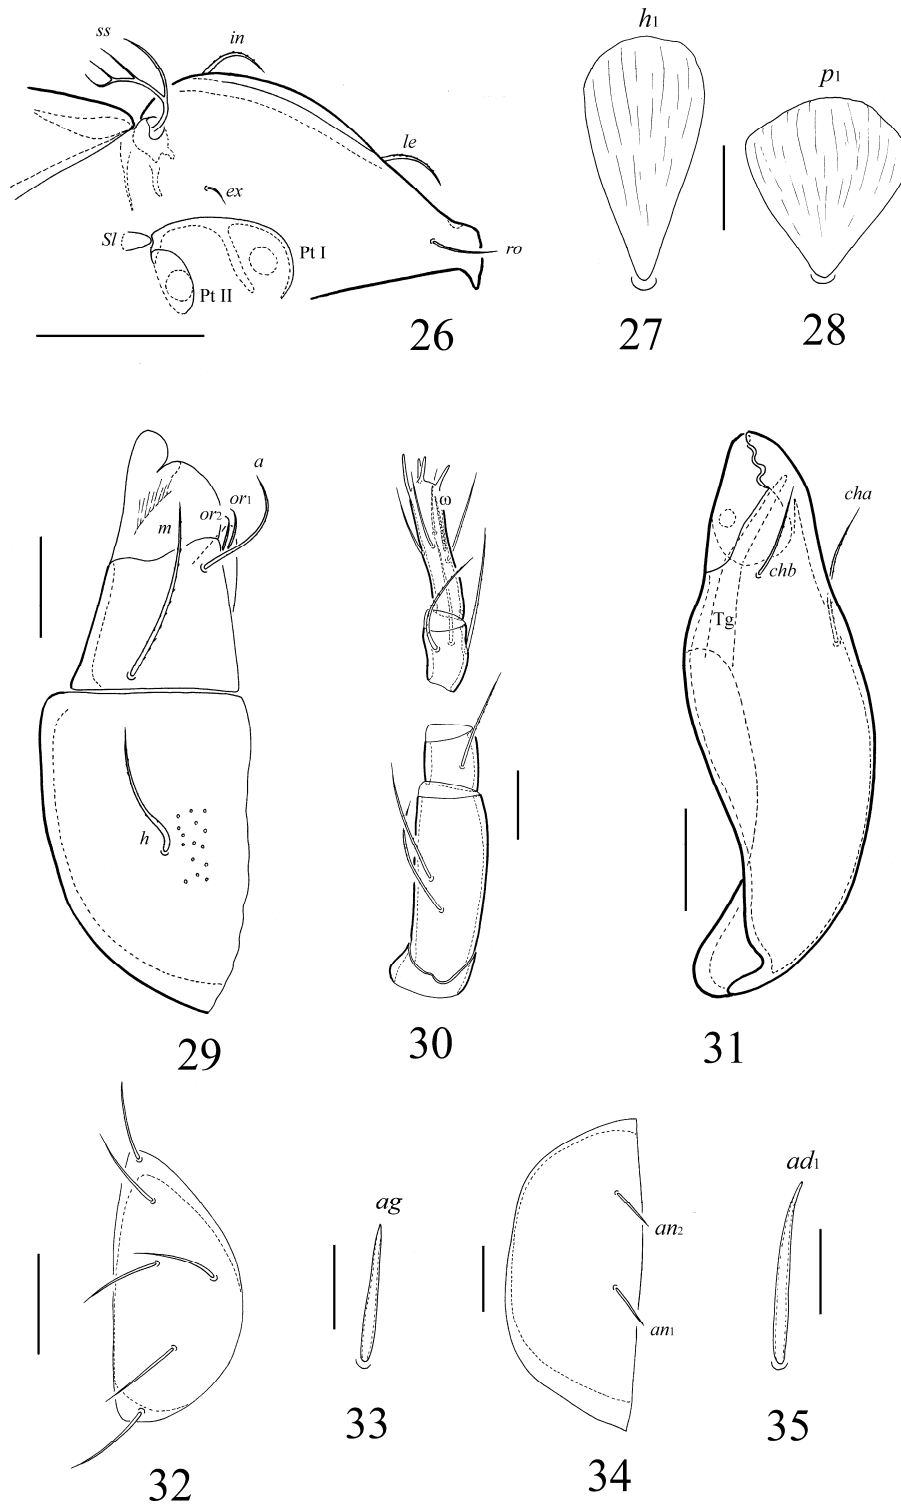 ss
in
h1
p1
le
ex
Sl
Pt I
ro
Pt II
26
27
28
a
or1
or2
m
ω
cha
chb
Tg
h
29
30
31
ag
an2
an1
ad1
32
33
34
35